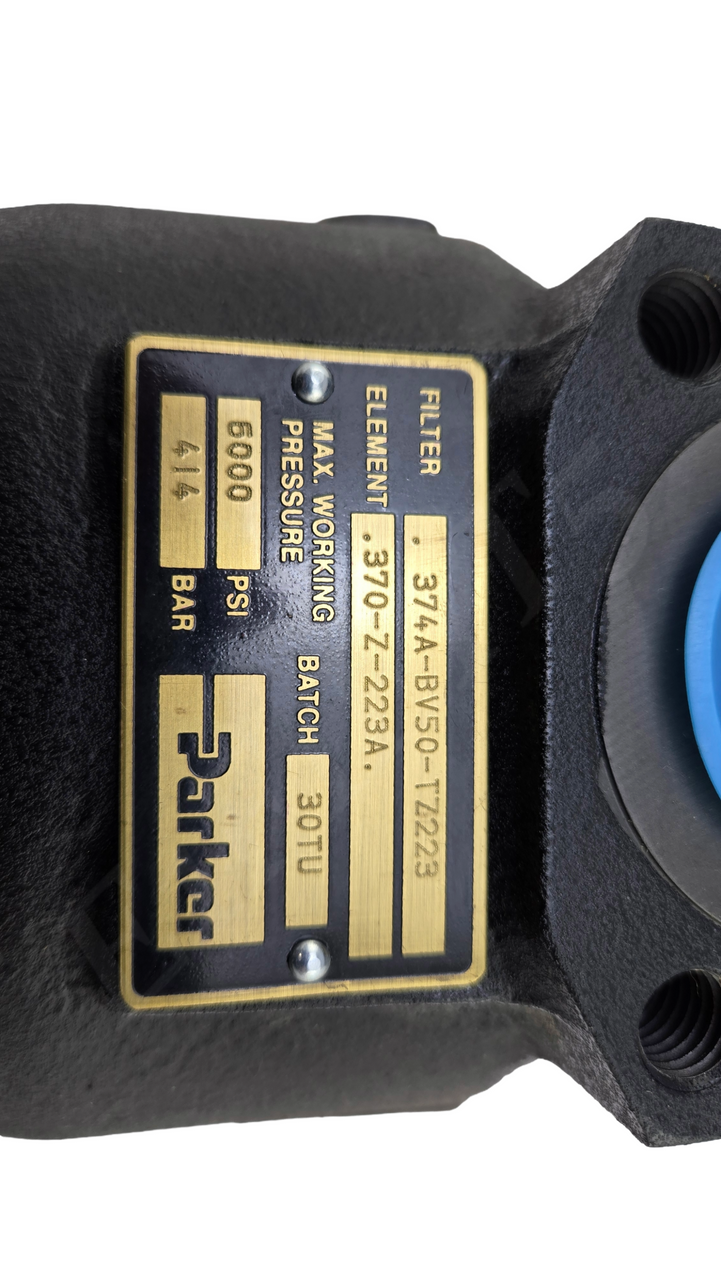 FILTER .374A-BV50-TZ223
ELEMENT .370-Z-223A.
MAX. WORKING
PRESSURE
BATCH 30TU
6000 PSI
414 BAR
Parker